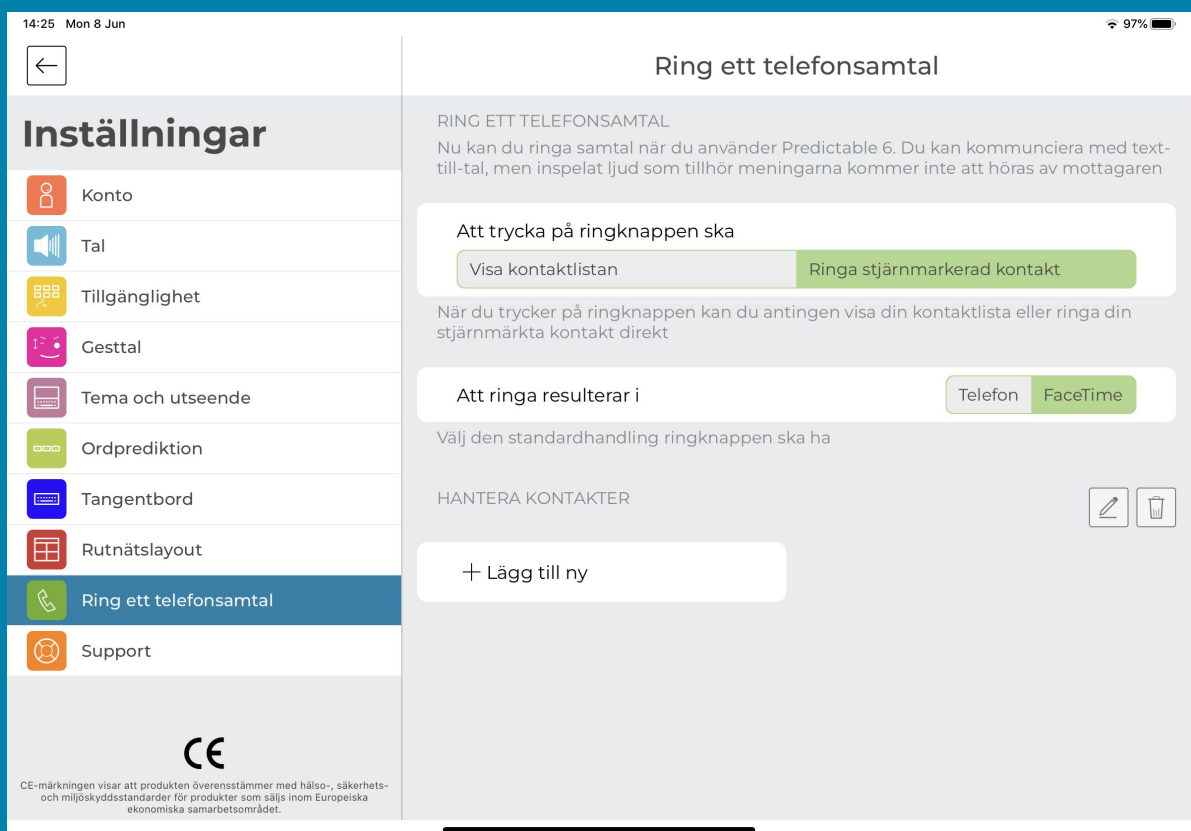 14:25 Mon 8 Jun
97%
Ring ett telefonsamtal
Inställningar
Konto
Tal
Tillgänglighet
Gesttal
Tema och utseende
Ordprediktion
Tangentbord
Rutnätslayout
Ring ett telefonsamtal
Support
CE
CE-märkningen visar att produkten överensstämmer med hälso-, säkerhets-
och miljöskyddsstandarder för produkter som säljs inom Europeiska
ekonomiska samarbetsområdet.
RING ETT TELEFONSAMTAL
Nu kan du ringa samtal när du använder Predictable 6. Du kan kommunciera med text-
till-tal, men inspelat ljud som tillhör meningarna kommer inte att höras av mottagaren
Att trycka på ringknappen ska
Visa kontaktlistan Ringa stjärnmarkerad kontakt
När du trycker på ringknappen kan du antingen visa din kontaktlista eller ringa din
stjärnmärkta kontakt direkt
Att ringa resulterar i Telefon FaceTime
Välj den standardhandling ringknappen ska ha
HANTERA KONTAKTER
+ Lägg till ny